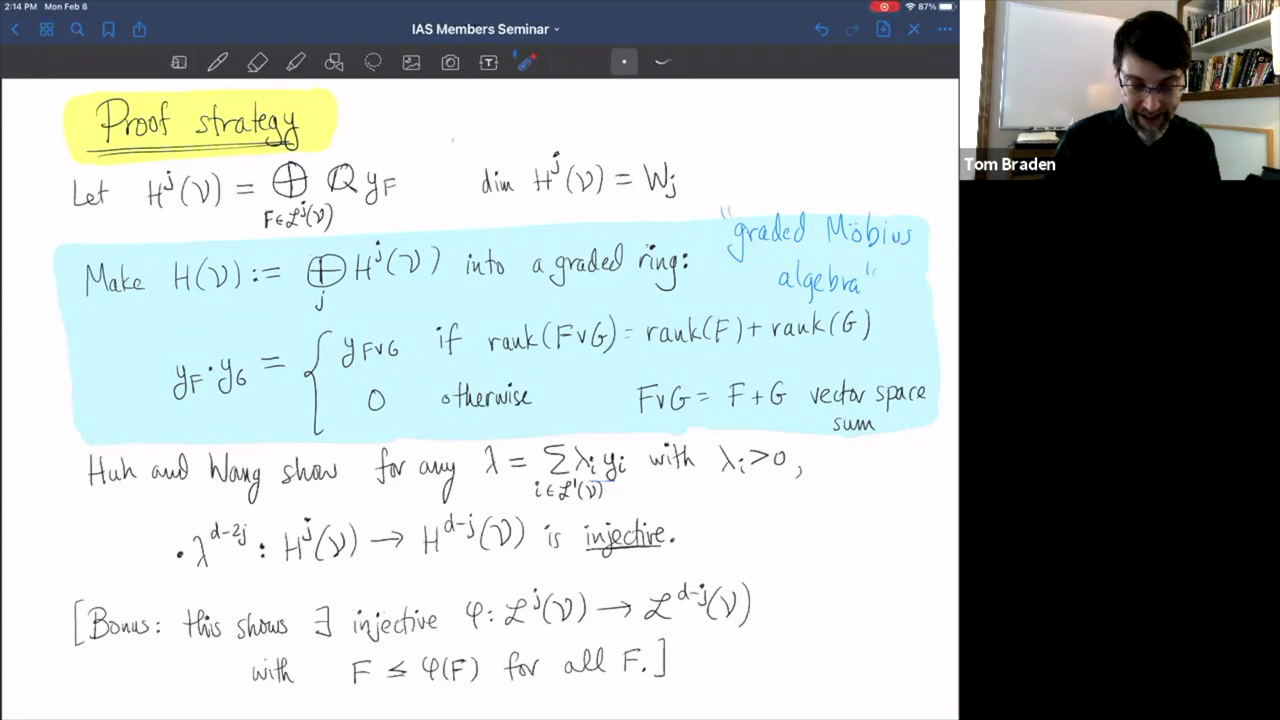 2:14 PM Mon Feb 8
87%
IAS Members Seminar
Tom Braden
Proof strategy
Let H^j(V) = ⊕_{F∈ℒ^j(V)} ℚ y_F    dim H^j(V) = W_j
"graded Möbius algebra"
Make H(V) := ⊕_j H^j(V) into a graded ring:
y_F · y_G = { y_{F∨G} if rank(F∨G) = rank(F) + rank(G)
0 otherwise    F∨G = F + G vector space sum
Huh and Wang show for any λ = Σ_{i∈ℒ^1(V)} λ_i y_i with λ_i > 0,
· λ^{d-2j} : H^j(V) → H^{d-j}(V) is injective.
[Bonus: this shows ∃ injective φ: ℒ^j(V) → ℒ^{d-j}(V)
with F ≤ φ(F) for all F.]